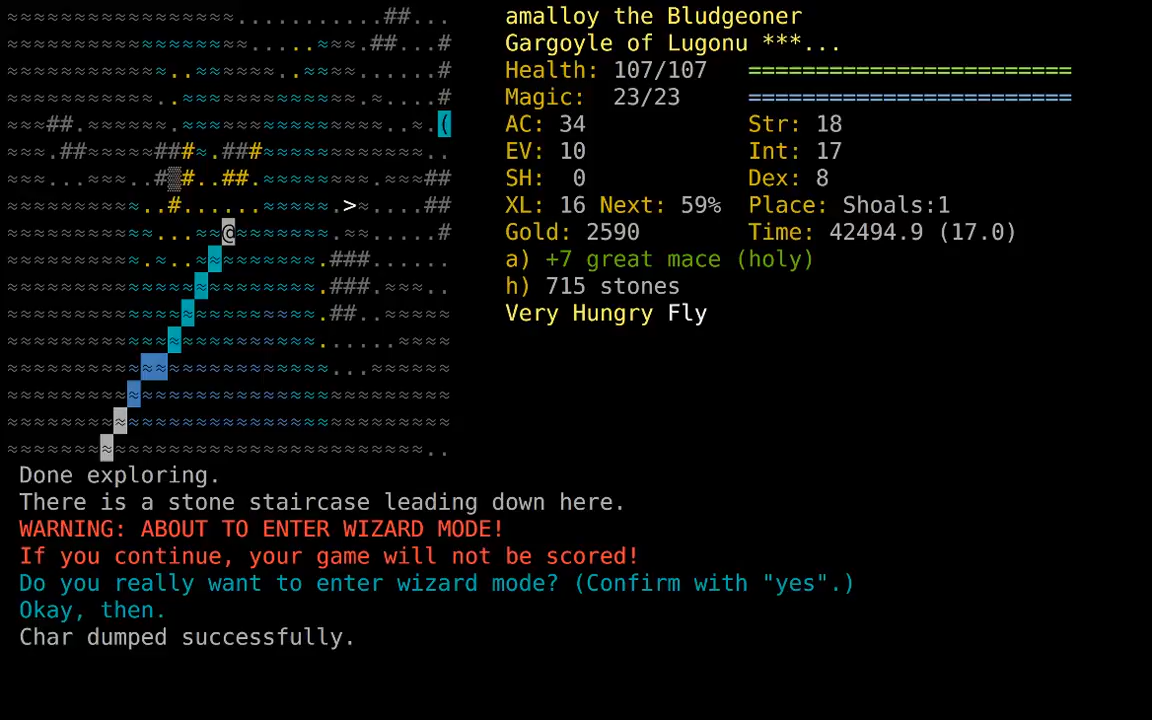 amalloy the Bludgeoner
Gargoyle of Lugonu ***...
Health: 107/107 ========================
Magic: 23/23 ========================
AC: 34 Str: 18
EV: 10 Int: 17
SH: 0 Dex: 8
XL: 16 Next: 59% Place: Shoals:1
Gold: 2590 Time: 42494.9 (17.0)
a) +7 great mace (holy)
h) 715 stones
Very Hungry Fly
Done exploring.
There is a stone staircase leading down here.
WARNING: ABOUT TO ENTER WIZARD MODE!
If you continue, your game will not be scored!
Do you really want to enter wizard mode? (Confirm with "yes".)
Okay, then.
Char dumped successfully.